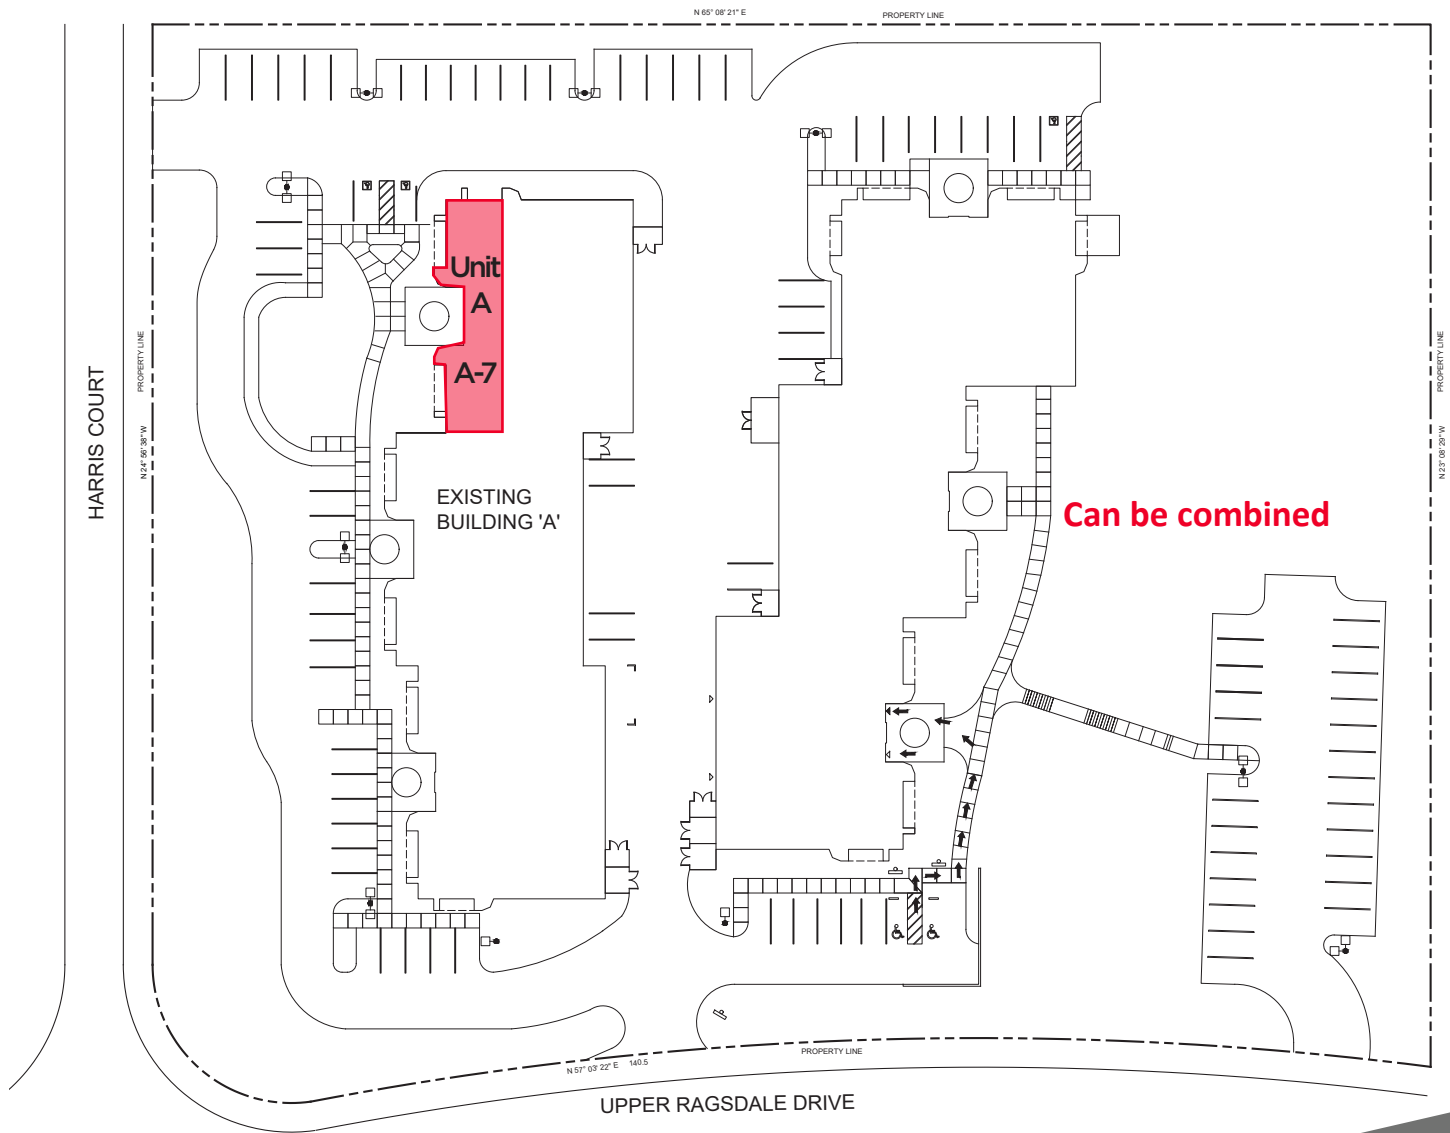 N 65° 08' 21" E
PROPERTY LINE
Unit
A
A-7
PROPERTY LINE
N 24° 56' 38" W
HARRIS COURT
EXISTING
BUILDING 'A'
Can be combined
PROPERTY LINE
N 23° 08' 29" W
PROPERTY LINE
N 57° 03' 22" E 140.5
UPPER RAGSDALE DRIVE